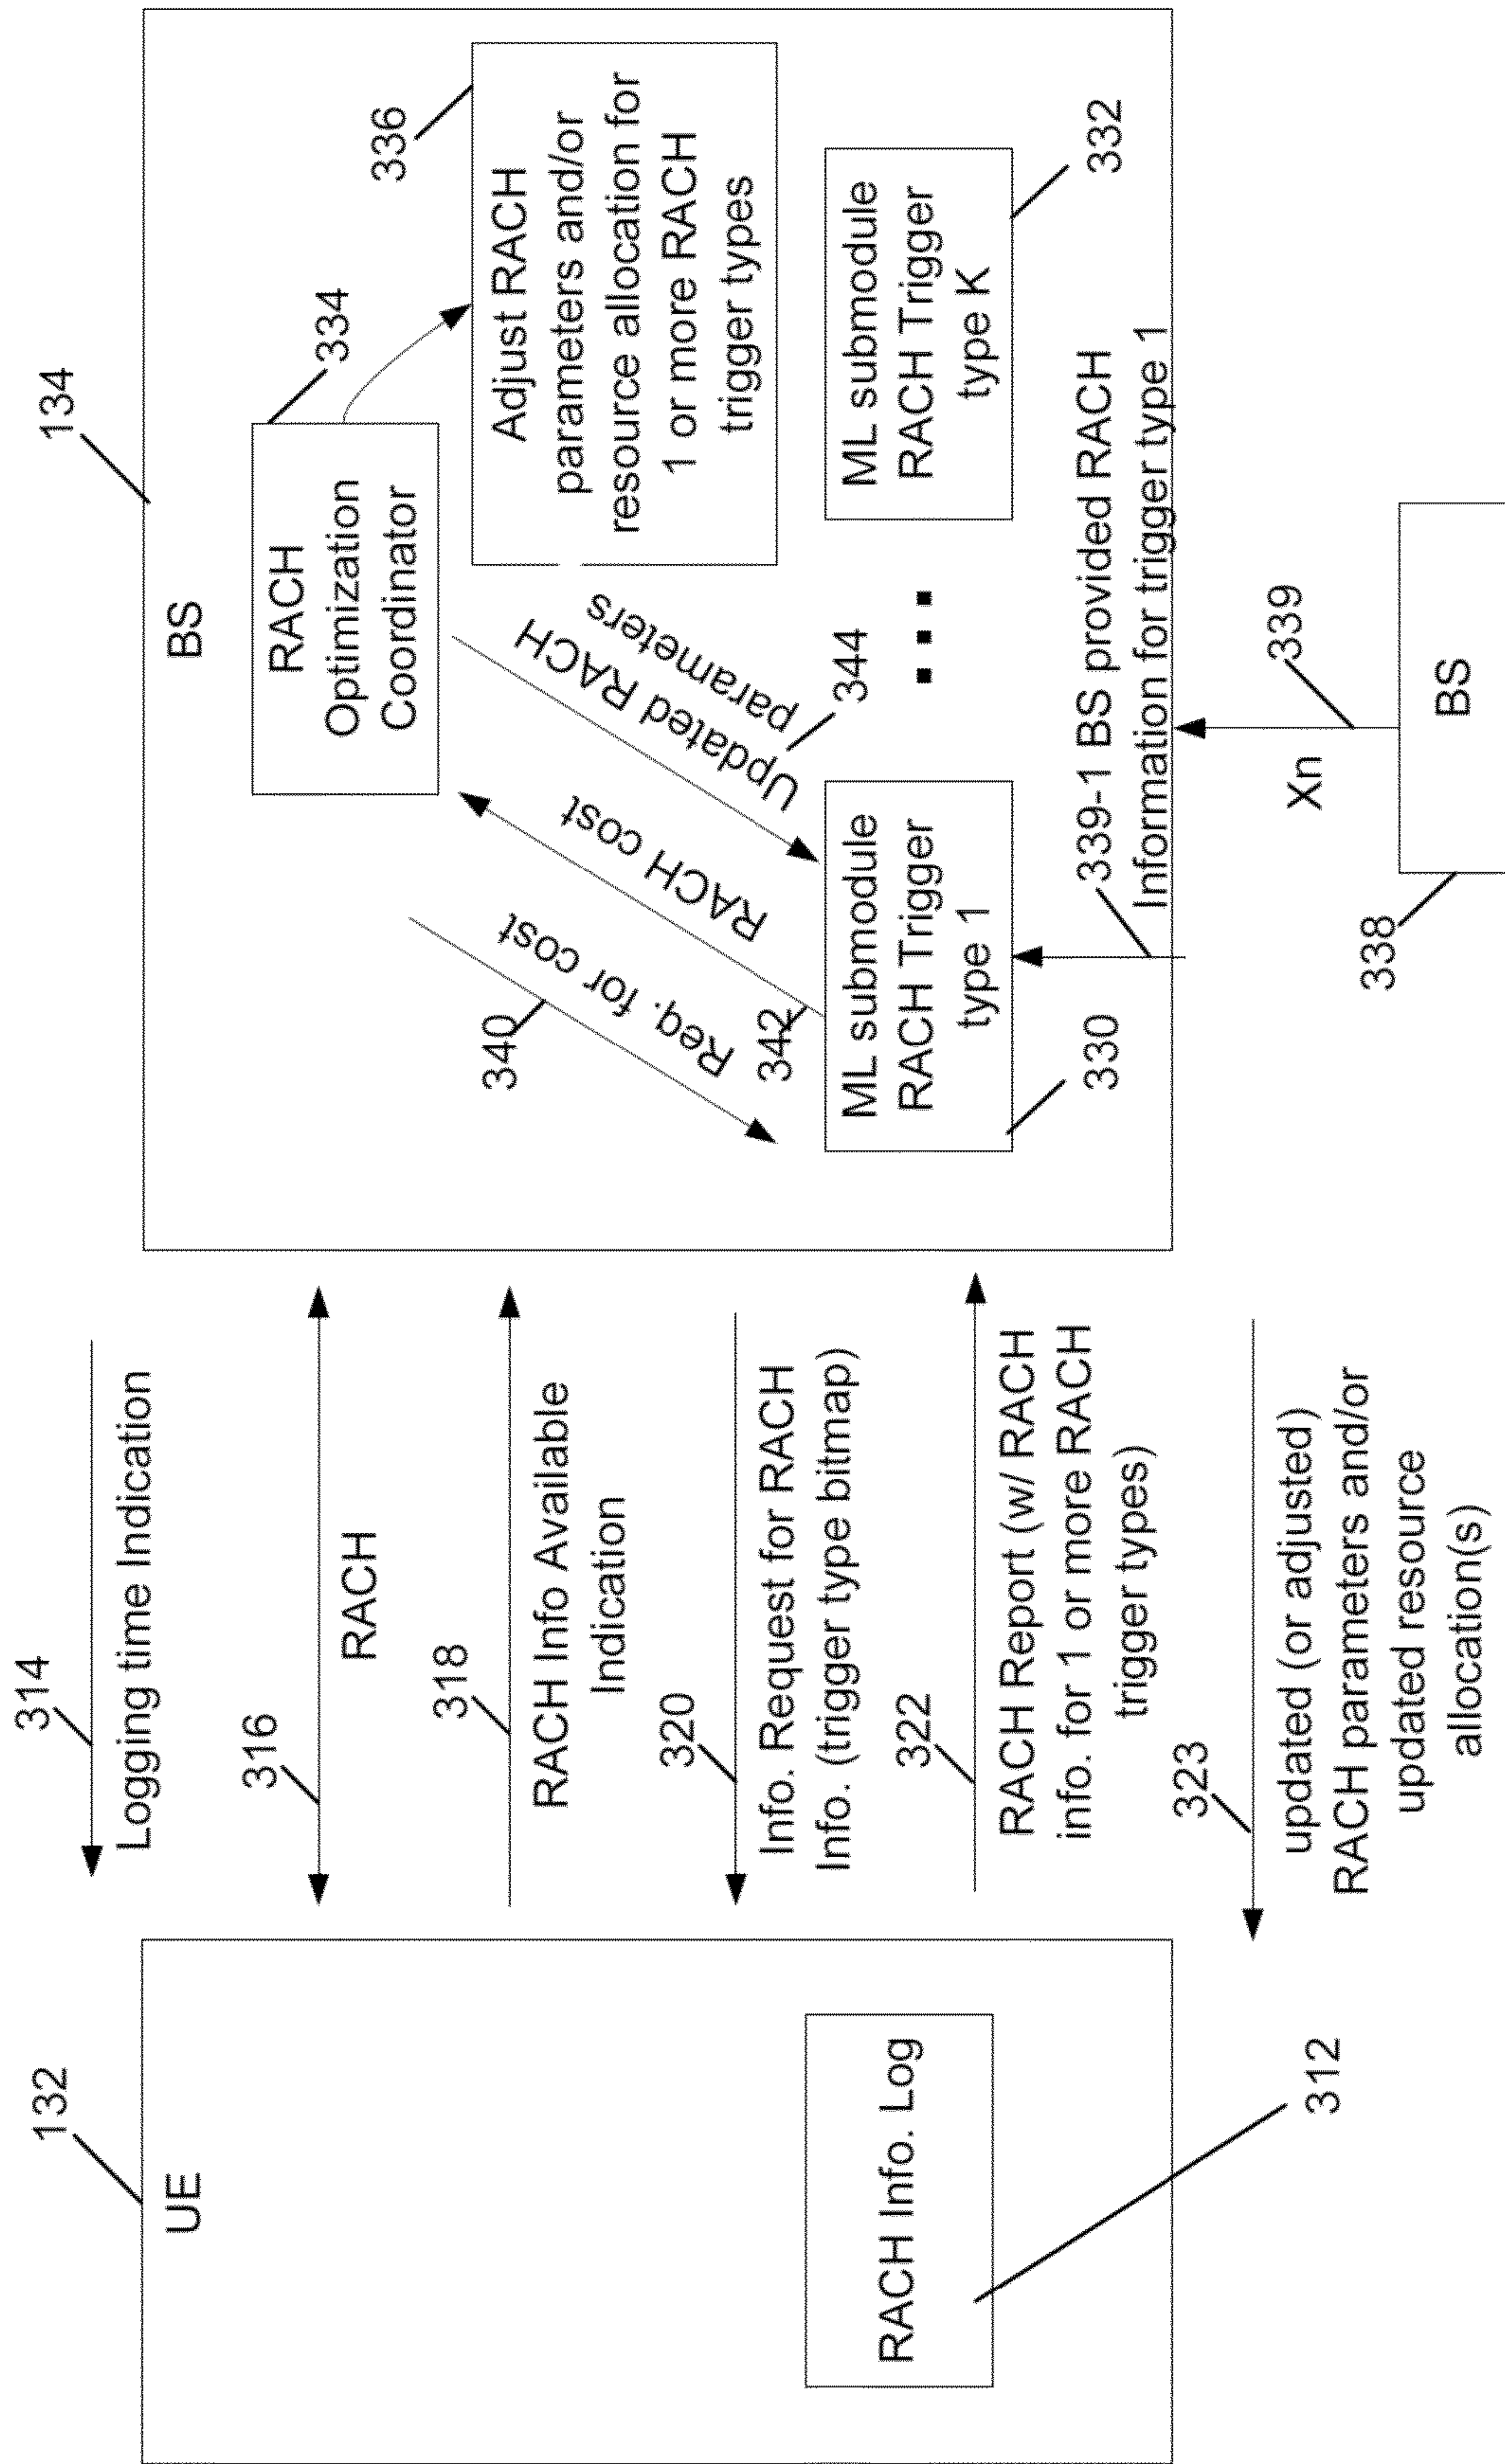 132
UE
RACH Info. Log
312
314
Logging time Indication
316
RACH
318
RACH Info Available
Indication
320
Info. Request for RACH
Info. (trigger type bitmap)
322
RACH Report (w/ RACH
info. for 1 or more RACH
trigger types)
323
updated (or adjusted)
RACH parameters and/or
updated resource
allocation(s)
134
BS
RACH
Optimization
Coordinator
334
336
Adjust RACH
parameters and/or
resource allocation for
1 or more RACH
trigger types
340
Req. for cost
342
RACH cost
Updated RACH
parameters
344
ML submodule
RACH Trigger
type 1
330
ML submodule
RACH Trigger
type K
332
339-1 BS provided RACH
Information for trigger type 1
Xn
339
338
BS